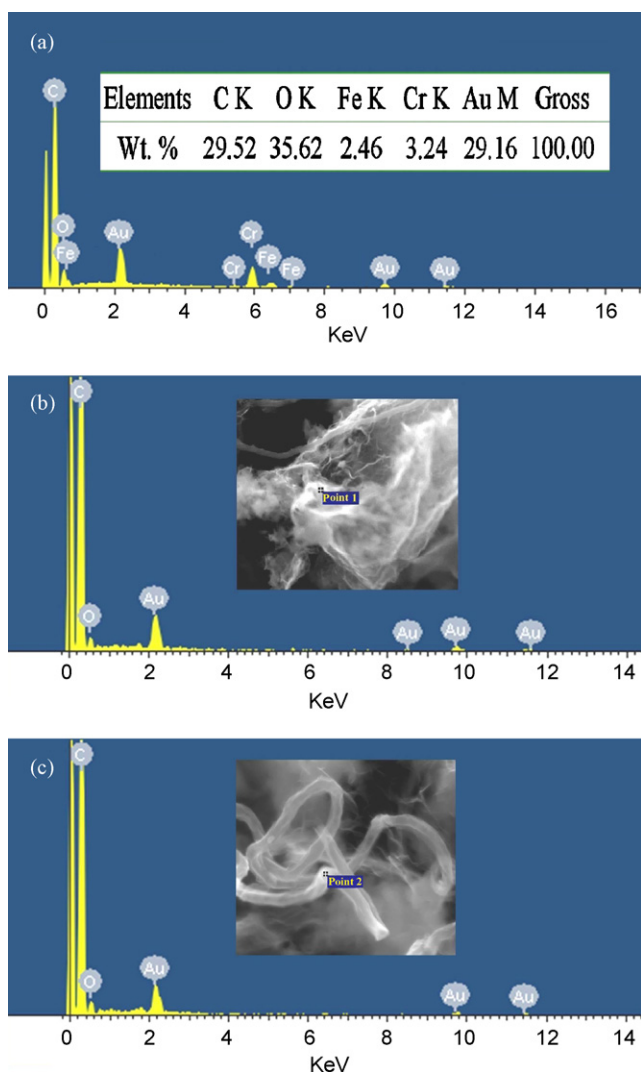 (a)
C
Elements C K O K Fe K Cr K Au M Gross
Wt. % 29.52 35.62 2.46 3.24 29.16 100.00
O
Au
Cr
Fe
Cr
Fe
Fe
Au
Au
0 2 4 6 8 10 12 14 16
KeV
(b)
C
Point 1
O
Au
Au
Au
Au
0 2 4 6 8 10 12 14
KeV
(c)
C
Point 2
O
Au
Au
Au
0 2 4 6 8 10 12 14
KeV